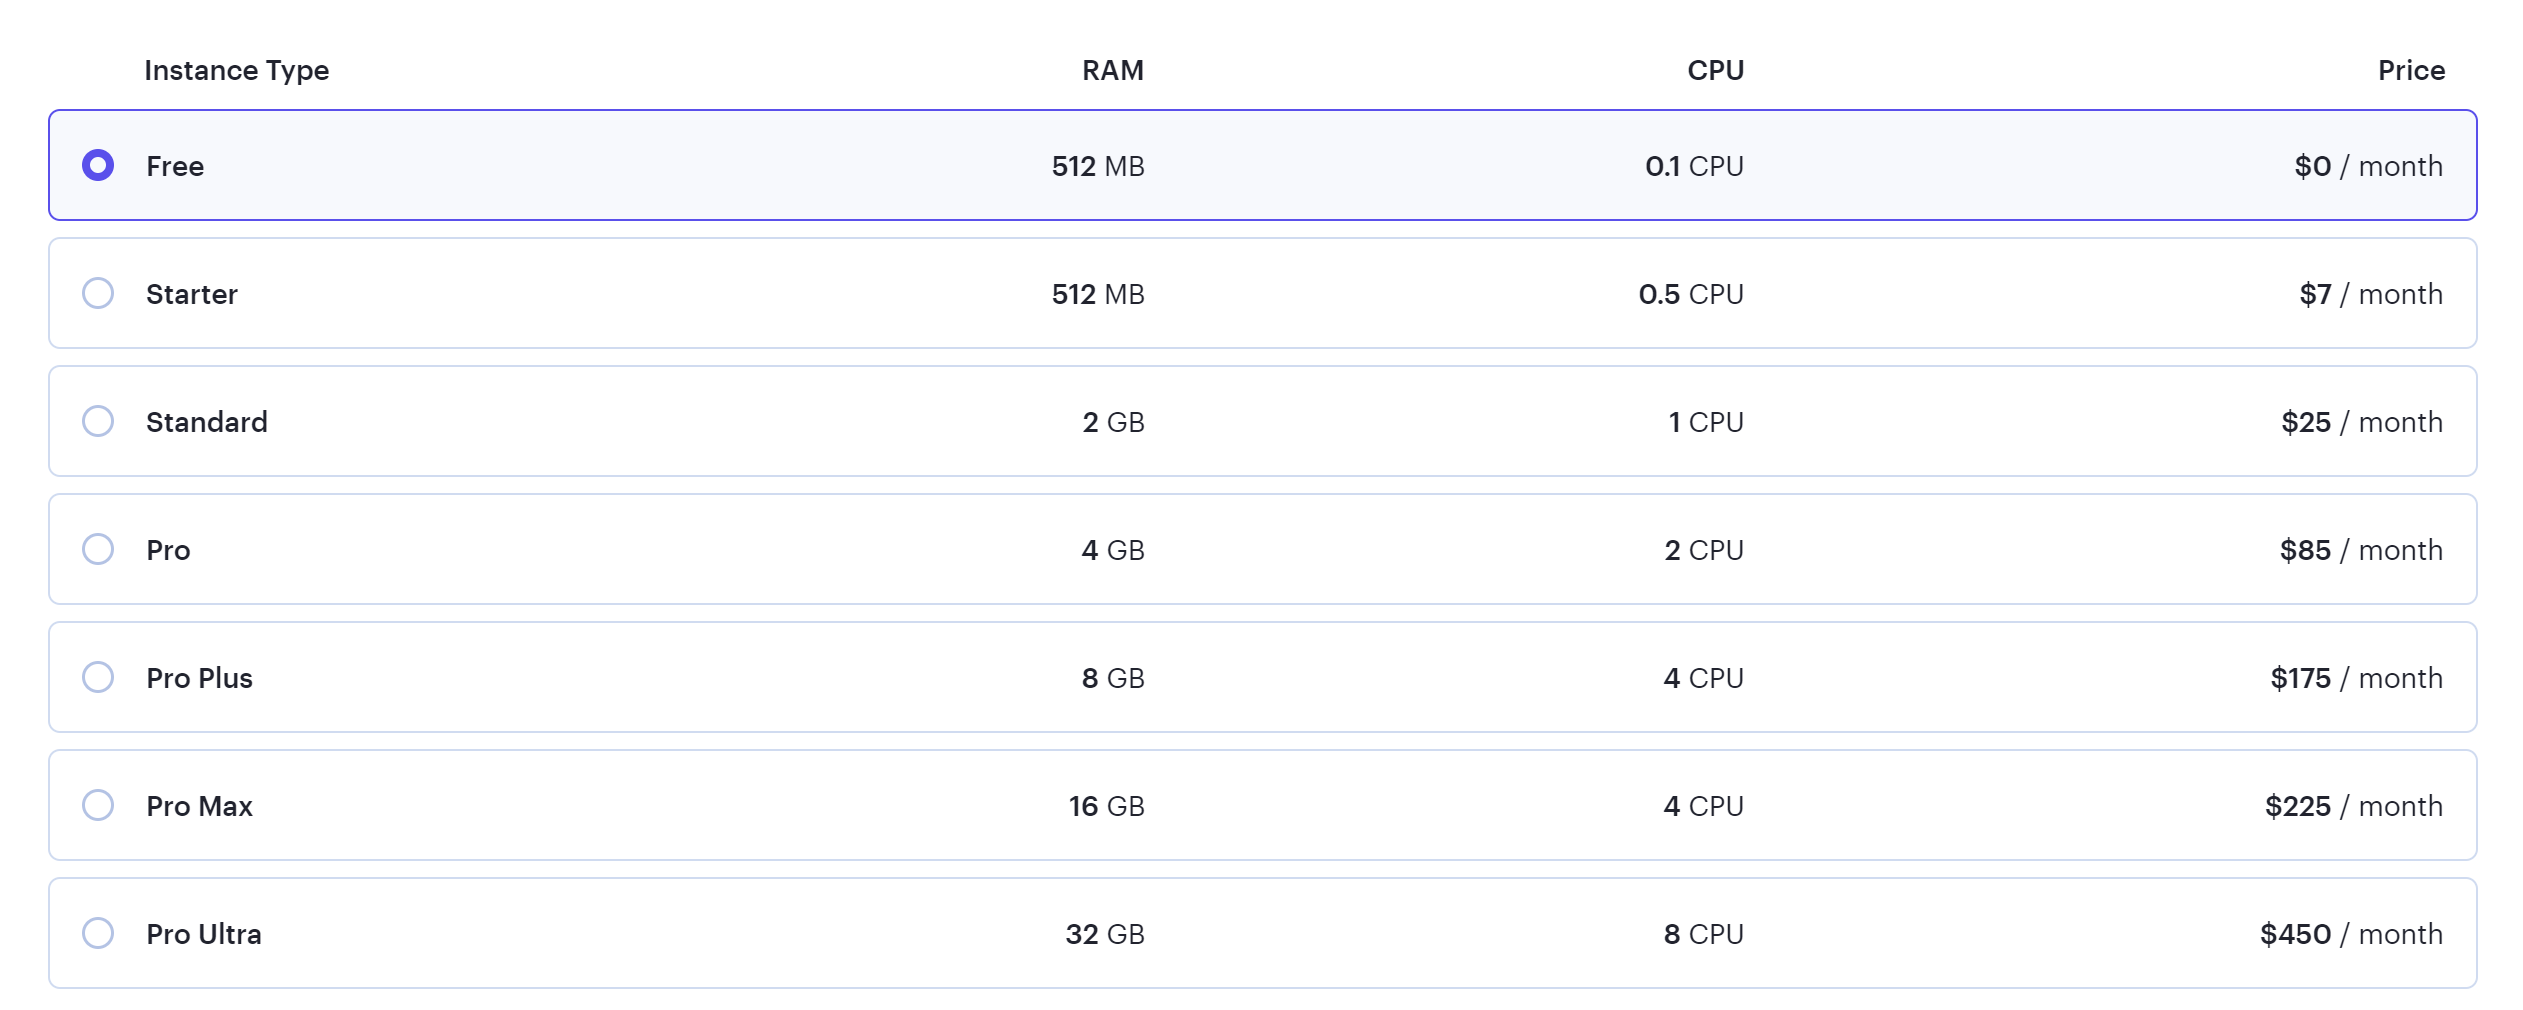 Instance Type RAM CPU Price
Free 512 MB 0.1 CPU $0 / month
Starter 512 MB 0.5 CPU $7 / month
Standard 2 GB 1 CPU $25 / month
Pro 4 GB 2 CPU $85 / month
Pro Plus 8 GB 4 CPU $175 / month
Pro Max 16 GB 4 CPU $225 / month
Pro Ultra 32 GB 8 CPU $450 / month